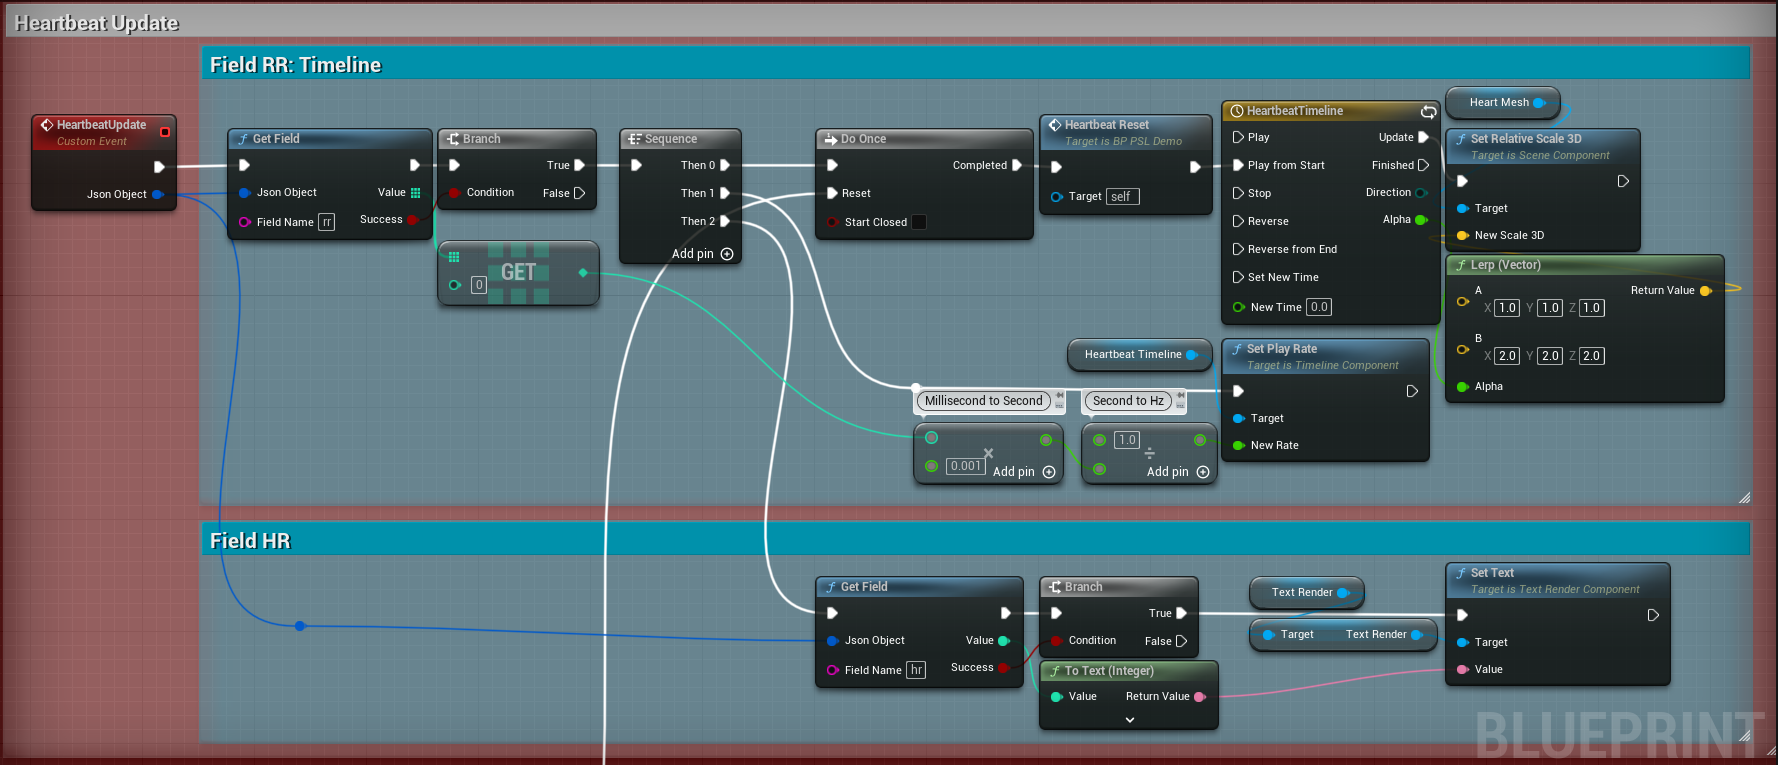 Heartbeat Update
Field RR: Timeline
HeartbeatUpdate
Custom Event
Json Object
Get Field
Json Object
Value
Field Name rr
Success
Branch
True
Condition
False
GET
0
Sequence
Then 0
Then 1
Then 2
Add pin
Do Once
Completed
Reset
Start Closed
Heartbeat Reset
Target is BP PSL Demo
Target self
HeartbeatTimeline
Play
Update
Play from Start
Finished
Stop
Direction
Reverse
Alpha
Reverse from End
Set New Time
New Time 0.0
Heart Mesh
Set Relative Scale 3D
Target is Scene Component
Target
New Scale 3D
Lerp (Vector)
A
Return Value
X 1.0 Y 1.0 Z 1.0
B
X 2.0 Y 2.0 Z 2.0
Alpha
Heartbeat Timeline
Set Play Rate
Target is Timeline Component
Target
New Rate
Millisecond to Second
0.001
×
Add pin
Second to Hz
1.0
÷
Add pin
Field HR
Get Field
Json Object
Value
Field Name hr
Success
Branch
True
Condition
False
To Text (Integer)
Value
Return Value
Text Render
Target
Text Render
Set Text
Target is Text Render Component
Target
Value
BLUEPRINT